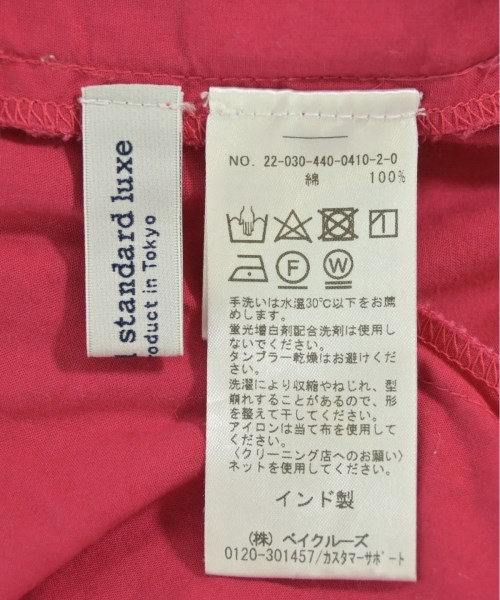 l standard luxe
product in Tokyo
NO. 22-030-440-0410-2-0
綿 100%
F W
手洗いは水温30℃以下をお薦
めします。
蛍光増白剤配合洗剤は使用し
ないでください。
タンブラー乾燥はお避けくだ
さい。
洗濯により収縮やねじれ、型
崩れすることがあるので、形
を整えて干してください。
アイロンは当て布を使用して
ください。
〈クリーニング店へのお願い〉
ネットを使用してください。
インド製
(株) ベイクルーズ
0120-301457/カスタマーサポート